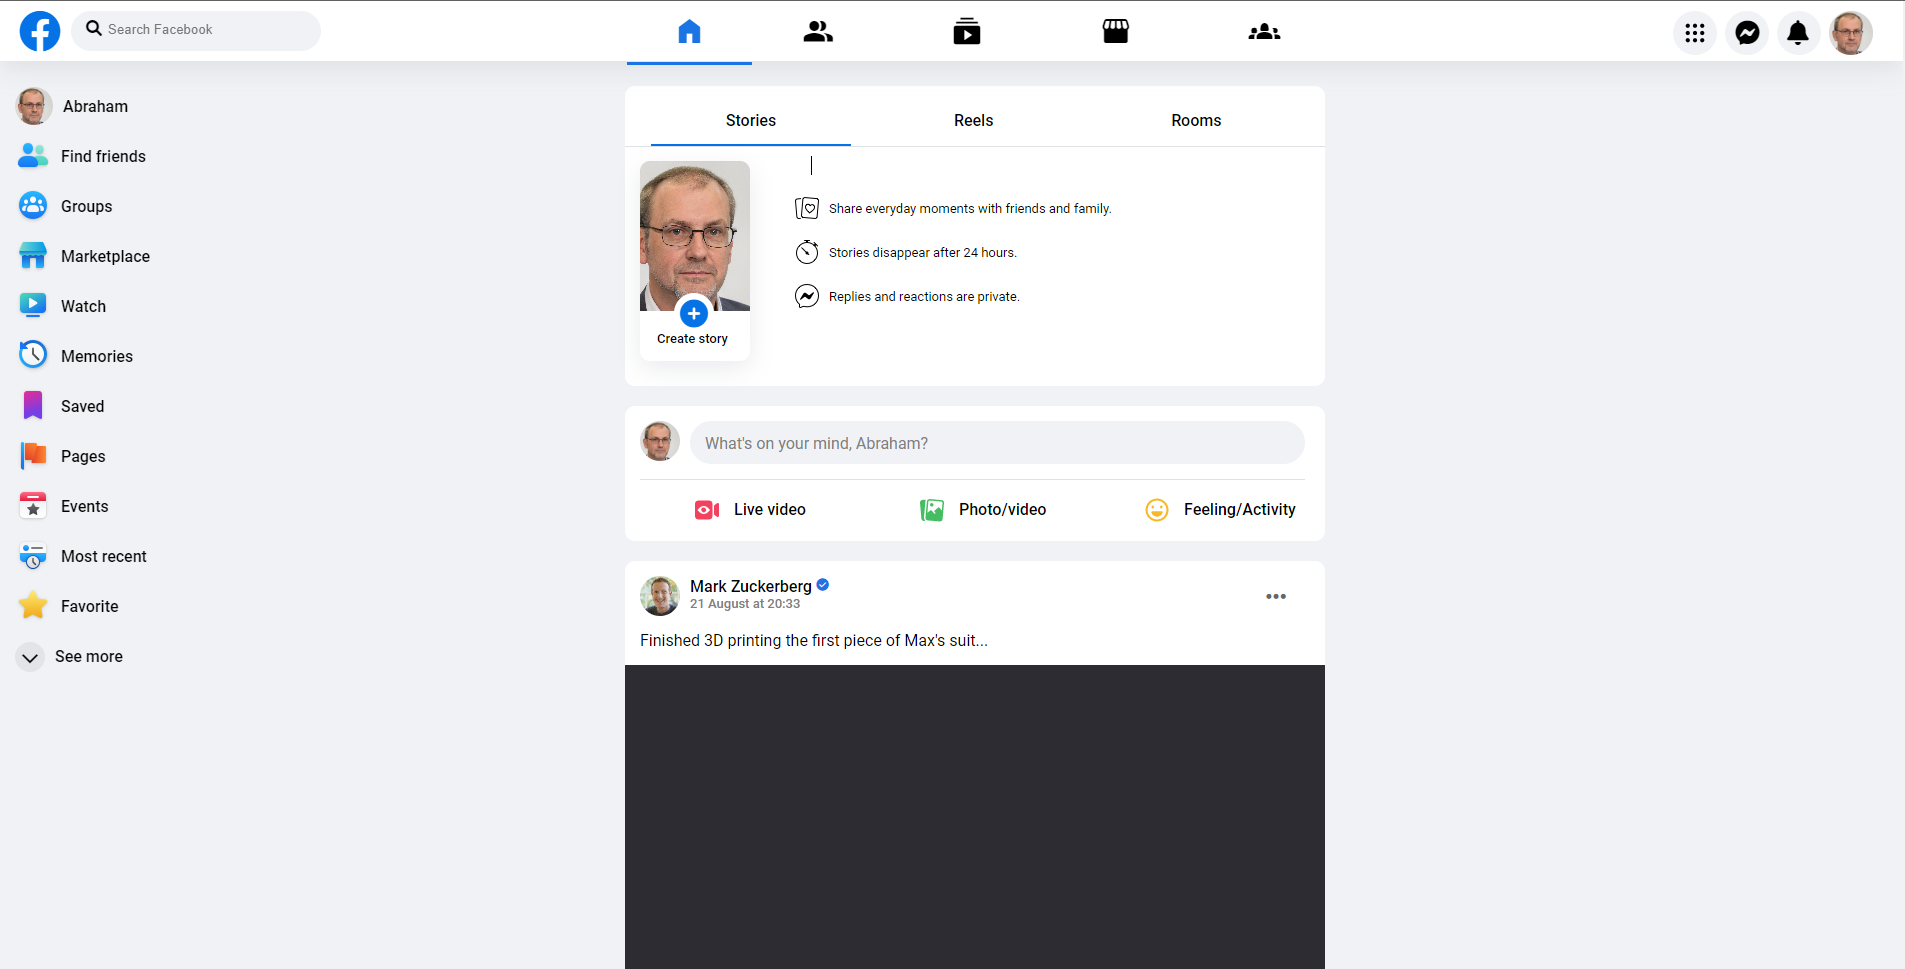 Search Facebook
Abraham
Find friends
Groups
Marketplace
Watch
Memories
Saved
Pages
Events
Most recent
Favorite
See more
Stories Reels Rooms
Share everyday moments with friends and family.
Stories disappear after 24 hours.
Replies and reactions are private.
Create story
What's on your mind, Abraham?
Live video Photo/video Feeling/Activity
Mark Zuckerberg
21 August at 20:33
Finished 3D printing the first piece of Max's suit...